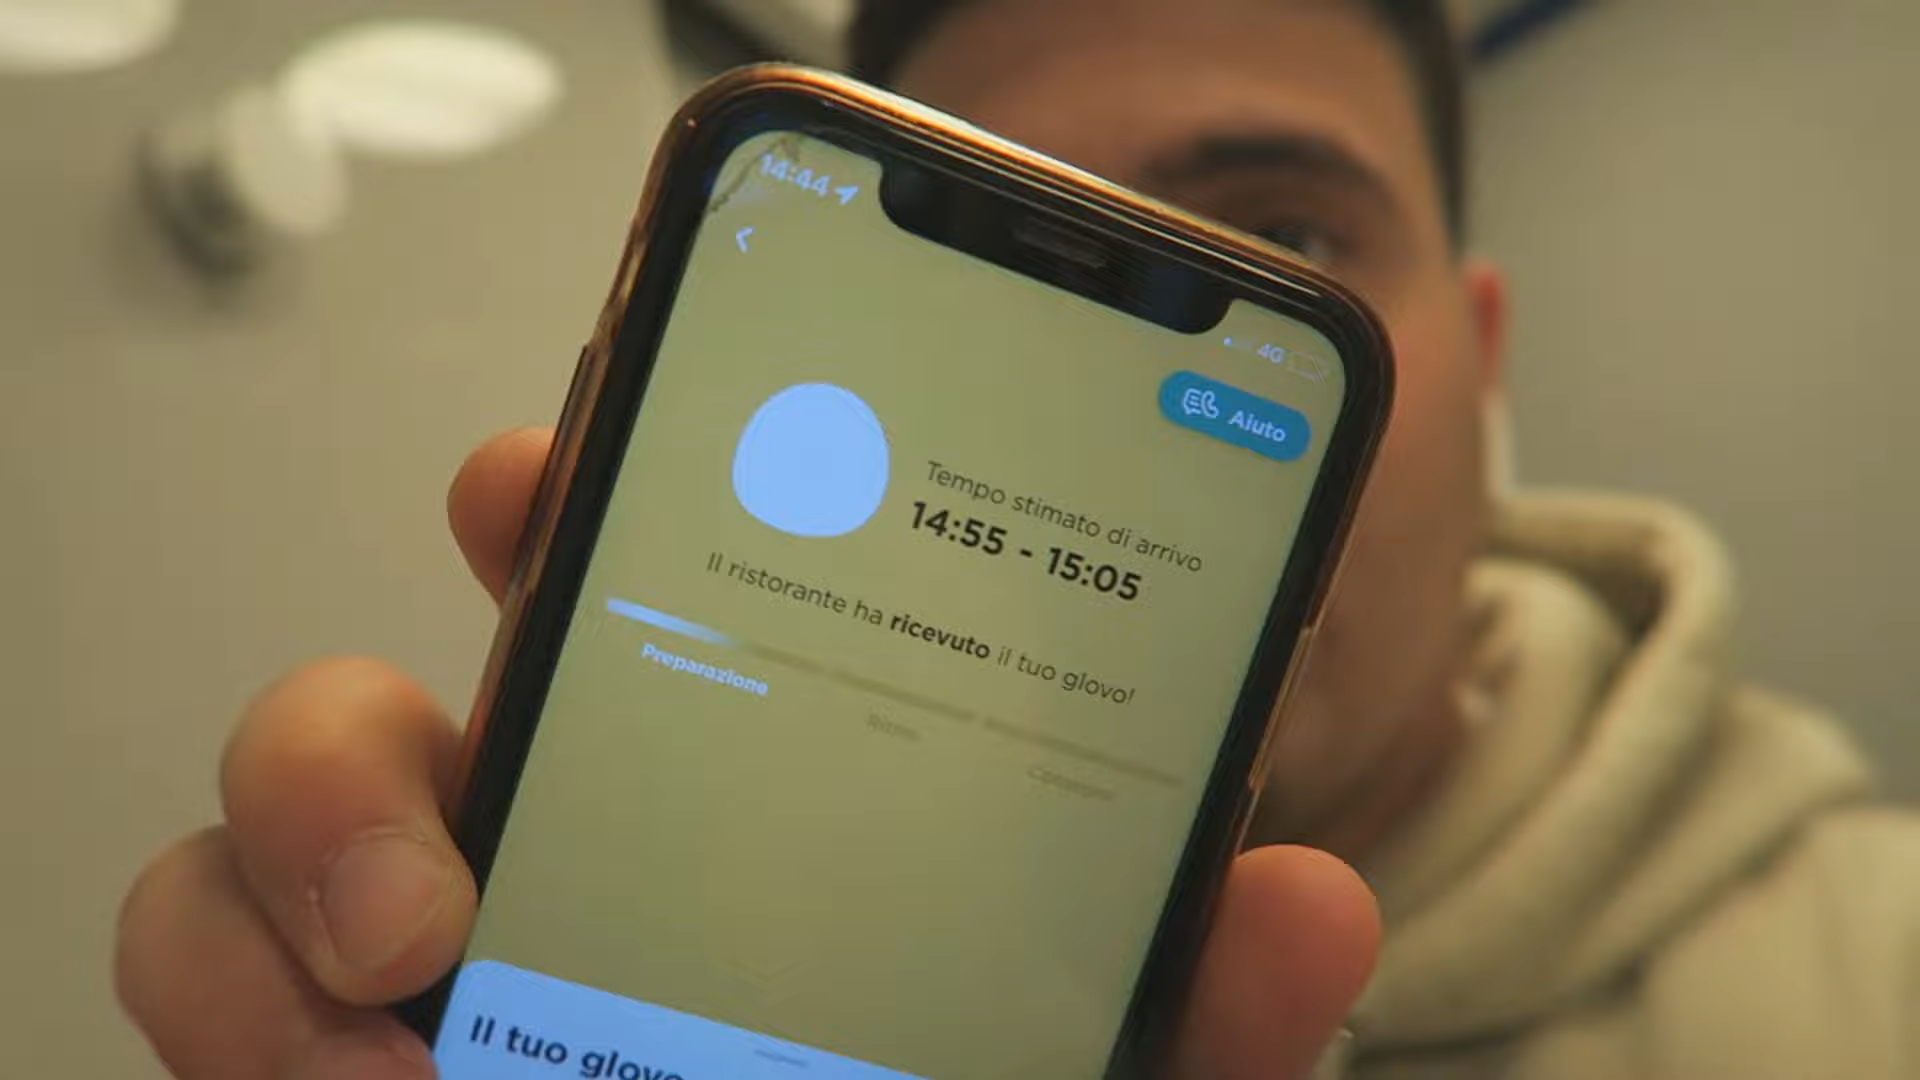 14:44
4G
Aiuto
Tempo stimato di arrivo
14:55 - 15:05
Il ristorante ha ricevuto il tuo glovo!
Preparazione
Il tuo glovo